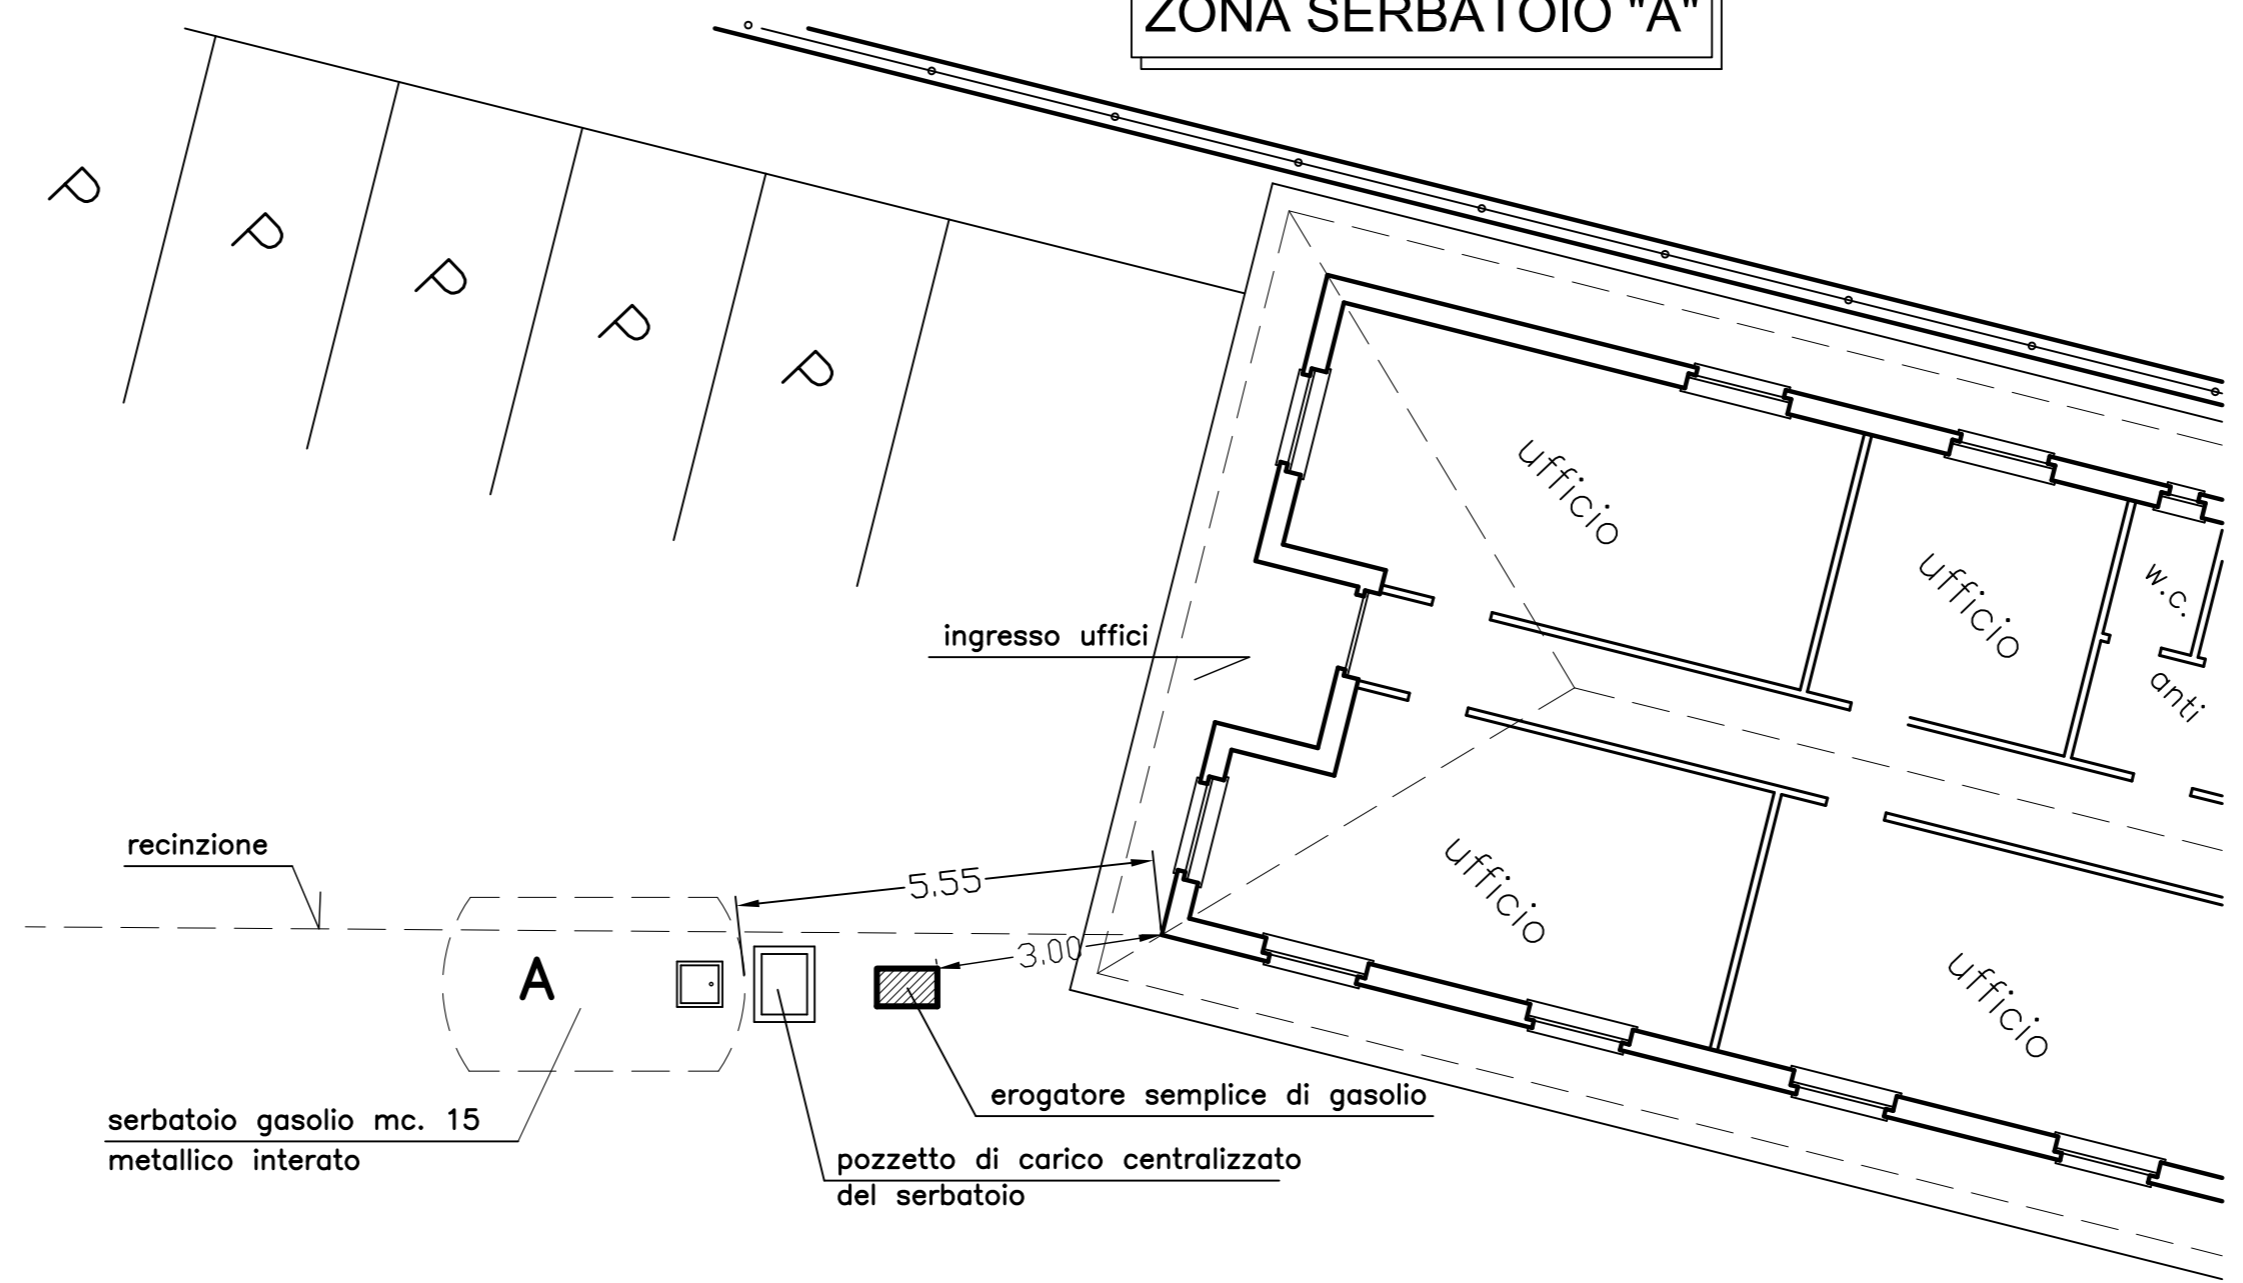 ZONA SERBATOIO "A"
P
P
P
P
P
ufficio
ufficio
w.c.
anti
ingresso uffici
ufficio
ufficio
recinzione
5.55
3.00
A
erogatore semplice di gasolio
serbatoio gasolio mc. 15
metallico interato
pozzetto di carico centralizzato
del serbatoio